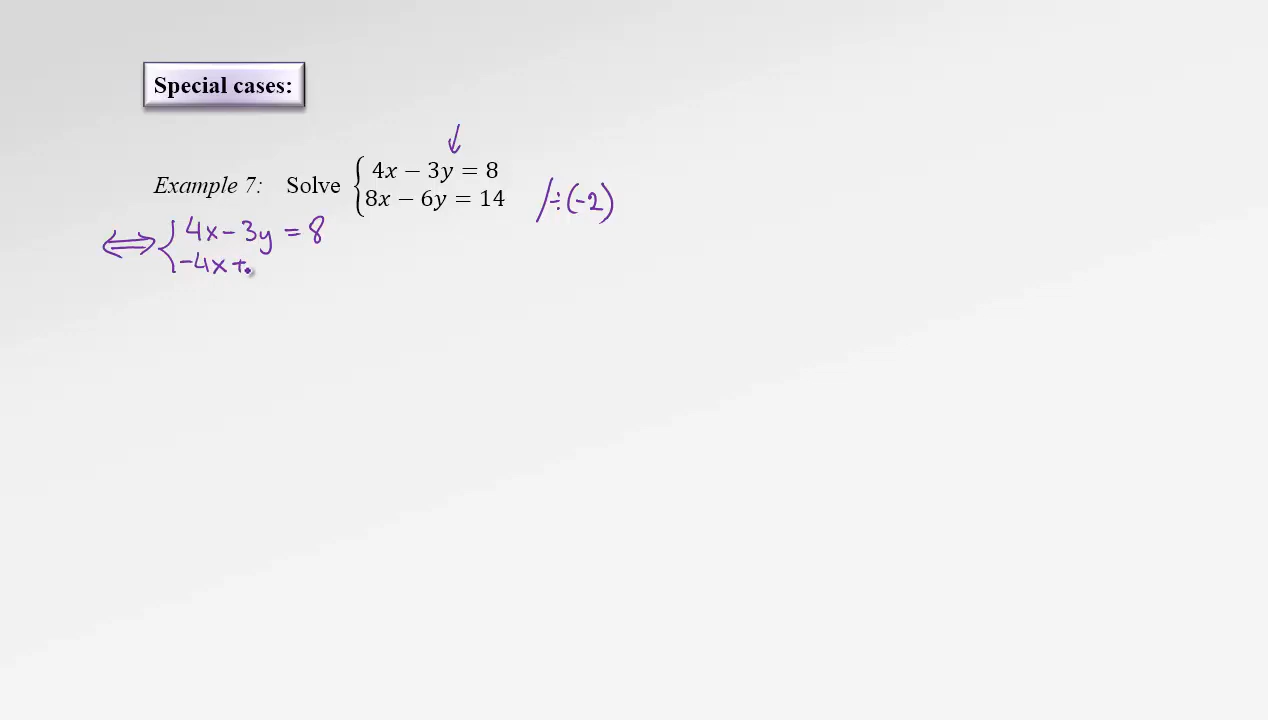 Special cases:
Example 7: Solve { 4x − 3y = 8
8x − 6y = 14 /÷(-2)
⟺ { 4x - 3y = 8
-4x +